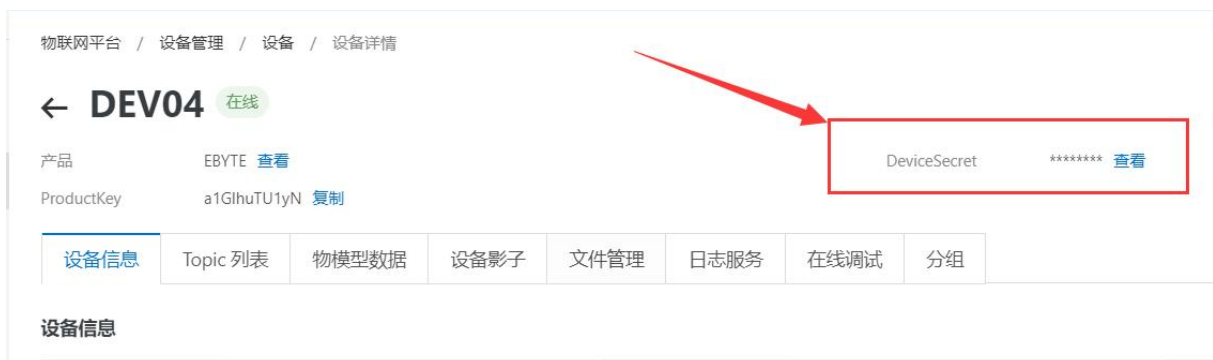 物联网平台 / 设备管理 / 设备 / 设备详情
← DEV04 在线
产品 EBYTE 查看 DeviceSecret ******** 查看
ProductKey a1GIhuTU1yN 复制
设备信息 Topic 列表 物模型数据 设备影子 文件管理 日志服务 在线调试 分组
设备信息